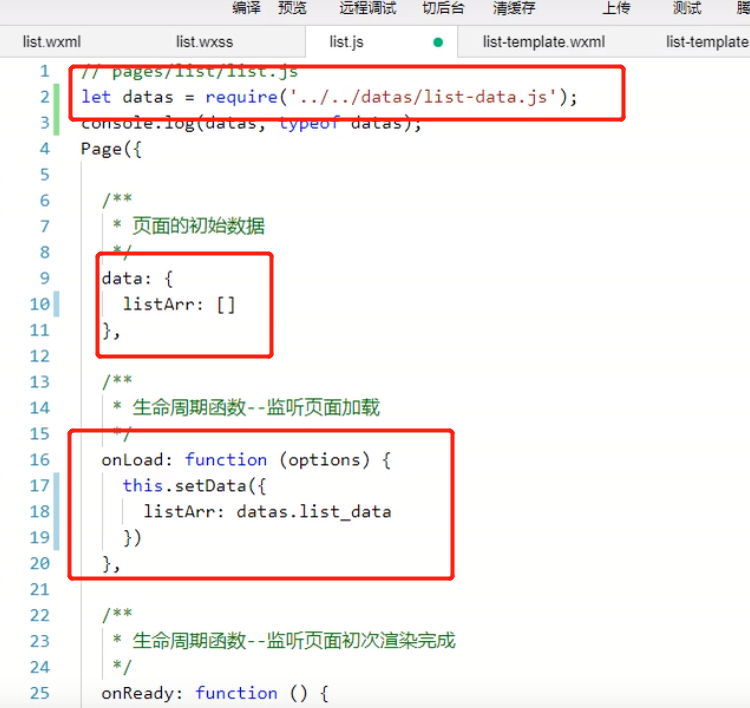 编译 预览 远程调试 切后台 清缓存 上传 测试
list.wxml list.wxss list.js list-template.wxml list-template
1 // pages/list/list.js
2 let datas = require('../../datas/list-data.js');
3 console.log(datas, typeof datas);
4 Page({
5
6 /**
7 * 页面的初始数据
8 */
9 data: {
10 listArr: []
11 },
12
13 /**
14 * 生命周期函数--监听页面加载
15 */
16 onLoad: function (options) {
17 this.setData({
18 listArr: datas.list_data
19 })
20 },
21
22 /**
23 * 生命周期函数--监听页面初次渲染完成
24 */
25 onReady: function () {